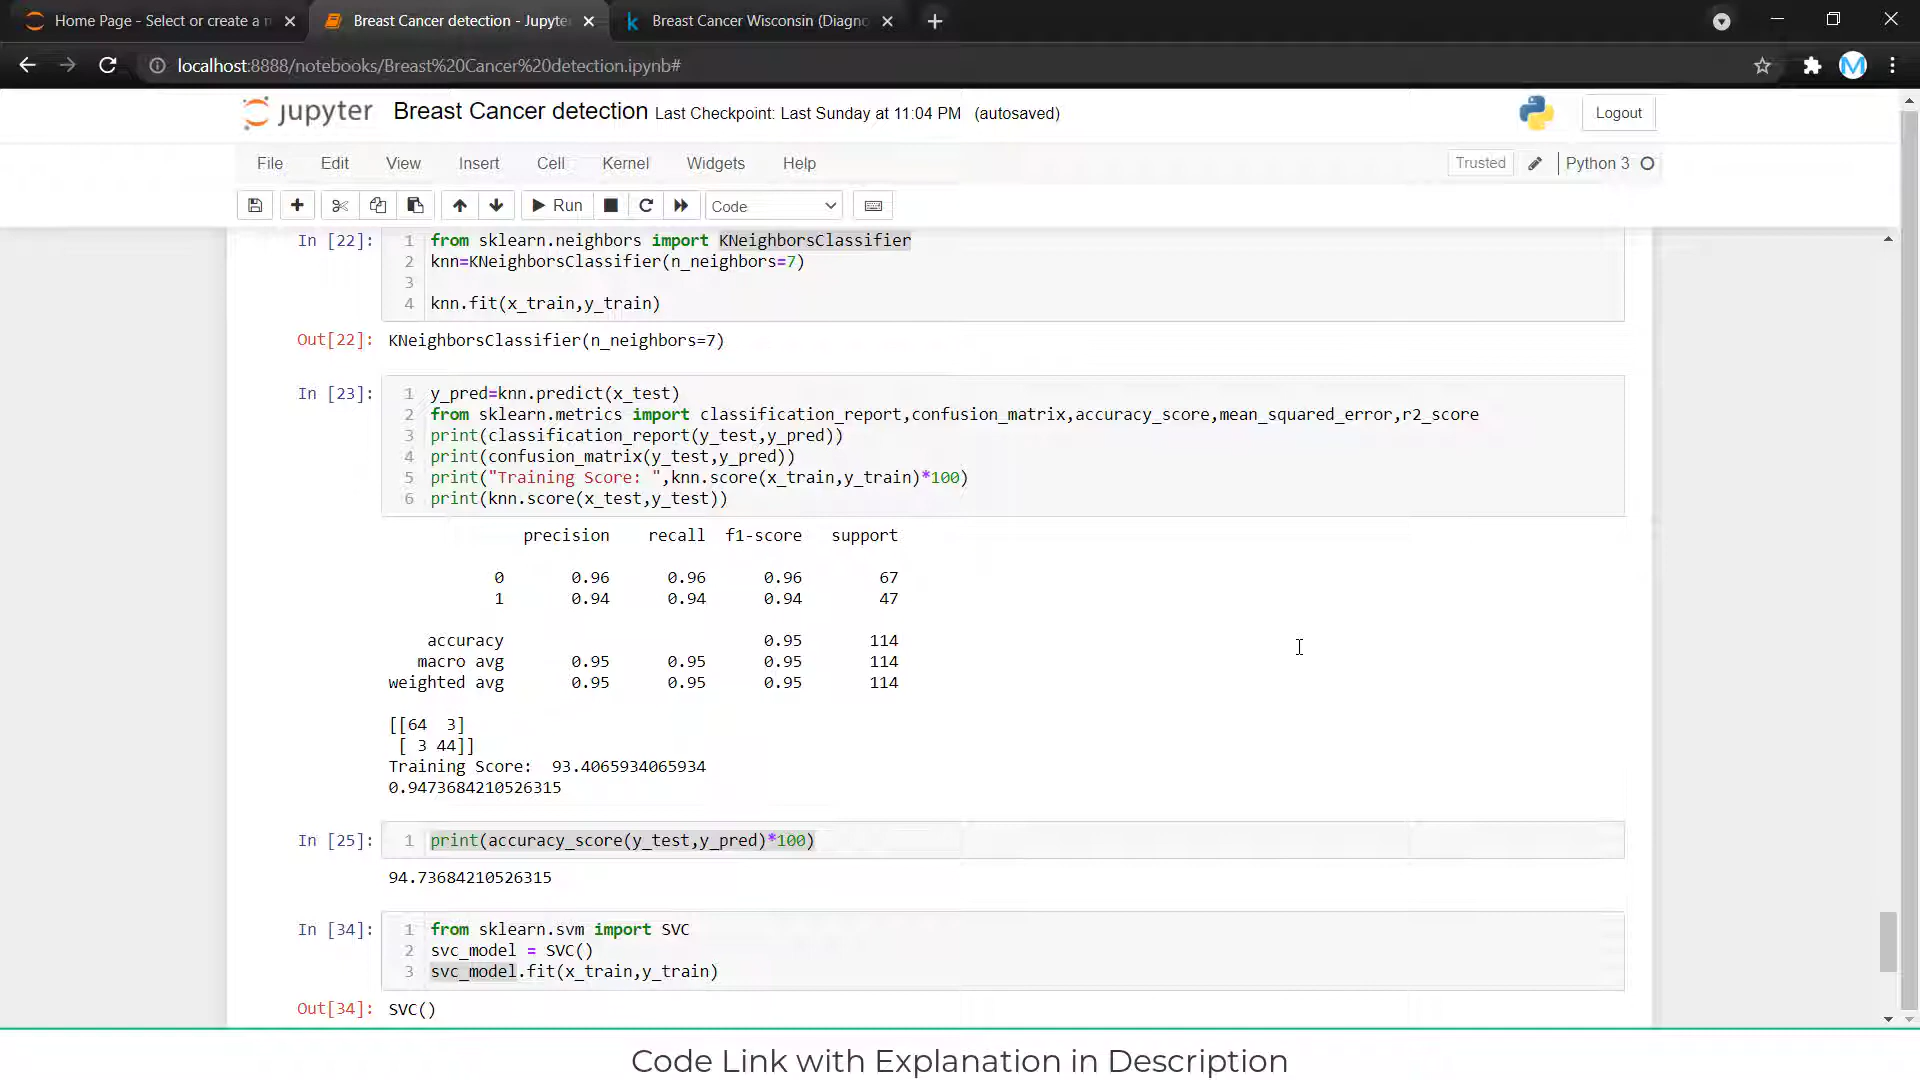 Home Page - Select or create a n
Breast Cancer detection - Jupyte
Breast Cancer Wisconsin (Diagno
localhost:8888/notebooks/Breast%20Cancer%20detection.ipynb#
jupyter Breast Cancer detection Last Checkpoint: Last Sunday at 11:04 PM (autosaved)
Logout
File Edit View Insert Cell Kernel Widgets Help
Trusted Python 3
Run Code
In [22]: 1 from sklearn.neighbors import KNeighborsClassifier
2 knn=KNeighborsClassifier(n_neighbors=7)
3
4 knn.fit(x_train,y_train)
Out[22]: KNeighborsClassifier(n_neighbors=7)
In [23]: 1 y_pred=knn.predict(x_test)
2 from sklearn.metrics import classification_report,confusion_matrix,accuracy_score,mean_squared_error,r2_score
3 print(classification_report(y_test,y_pred))
4 print(confusion_matrix(y_test,y_pred))
5 print("Training Score: ",knn.score(x_train,y_train)*100)
6 print(knn.score(x_test,y_test))
precision recall f1-score support
0 0.96 0.96 0.96 67
1 0.94 0.94 0.94 47
accuracy 0.95 114
macro avg 0.95 0.95 0.95 114
weighted avg 0.95 0.95 0.95 114
[[64 3]
[ 3 44]]
Training Score: 93.4065934065934
0.9473684210526315
In [25]: 1 print(accuracy_score(y_test,y_pred)*100)
94.73684210526315
In [34]: 1 from sklearn.svm import SVC
2 svc_model = SVC()
3 svc_model.fit(x_train,y_train)
Out[34]: SVC()
Code Link with Explanation in Description